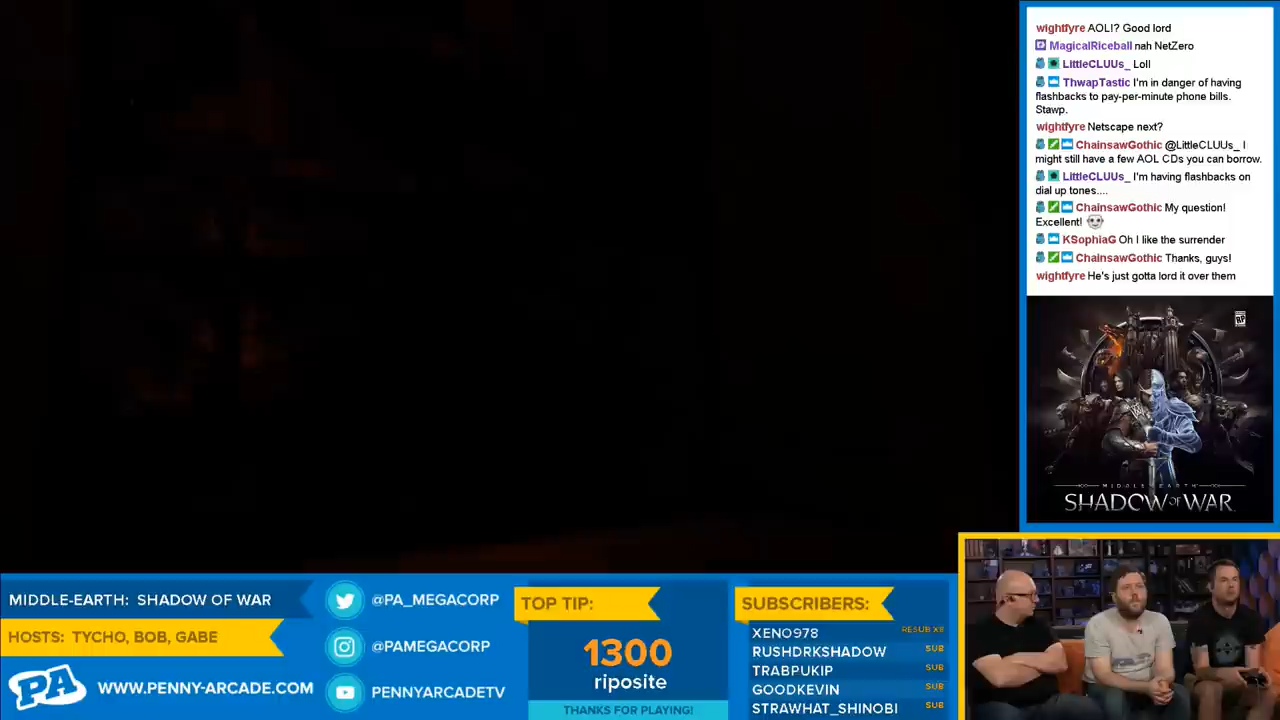 wightfyre AOL!? Good lord
MagicalRiceball nah NetZero
LittleCLUUs_ Loll
ThwapTastic I'm in danger of having
flashbacks to pay-per-minute phone bills.
Stawp.
wightfyre Netscape next?
ChainsawGothic @LittleCLUUs_ I
might still have a few AOL CDs you can borrow.
LittleCLUUs_ I'm having flashbacks on
dial up tones....
ChainsawGothic My question!
Excellent!
KSophiaG Oh I like the surrender
ChainsawGothic Thanks, guys!
wightfyre He's just gotta lord it over them
MIDDLE-EARTH
SHADOW OF WAR
MIDDLE-EARTH: SHADOW OF WAR
HOSTS: TYCHO, BOB, GABE
PA
WWW.PENNY-ARCADE.COM
@PA_MEGACORP
@PAMEGACORP
PENNYARCADETV
TOP TIP:
1300
riposite
THANKS FOR PLAYING!
SUBSCRIBERS:
XENO978 RESUB X11
RUSHDRKSHADOW SUB
TRABPUKIP SUB
GOODKEVIN SUB
STRAWHAT_SHINOBI SUB